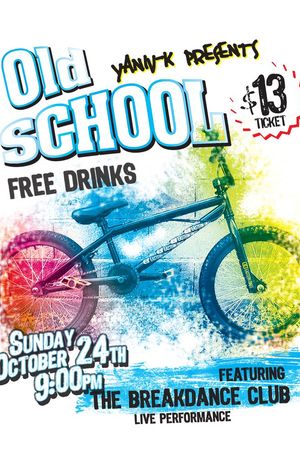 YANN-K PRESENTS
Old
SCHOOL
$13
TICKET
FREE DRINKS
SUNDAY
OCTOBER 24TH
9:00PM
FEATURING
THE BREAKDANCE CLUB
LIVE PERFORMANCE